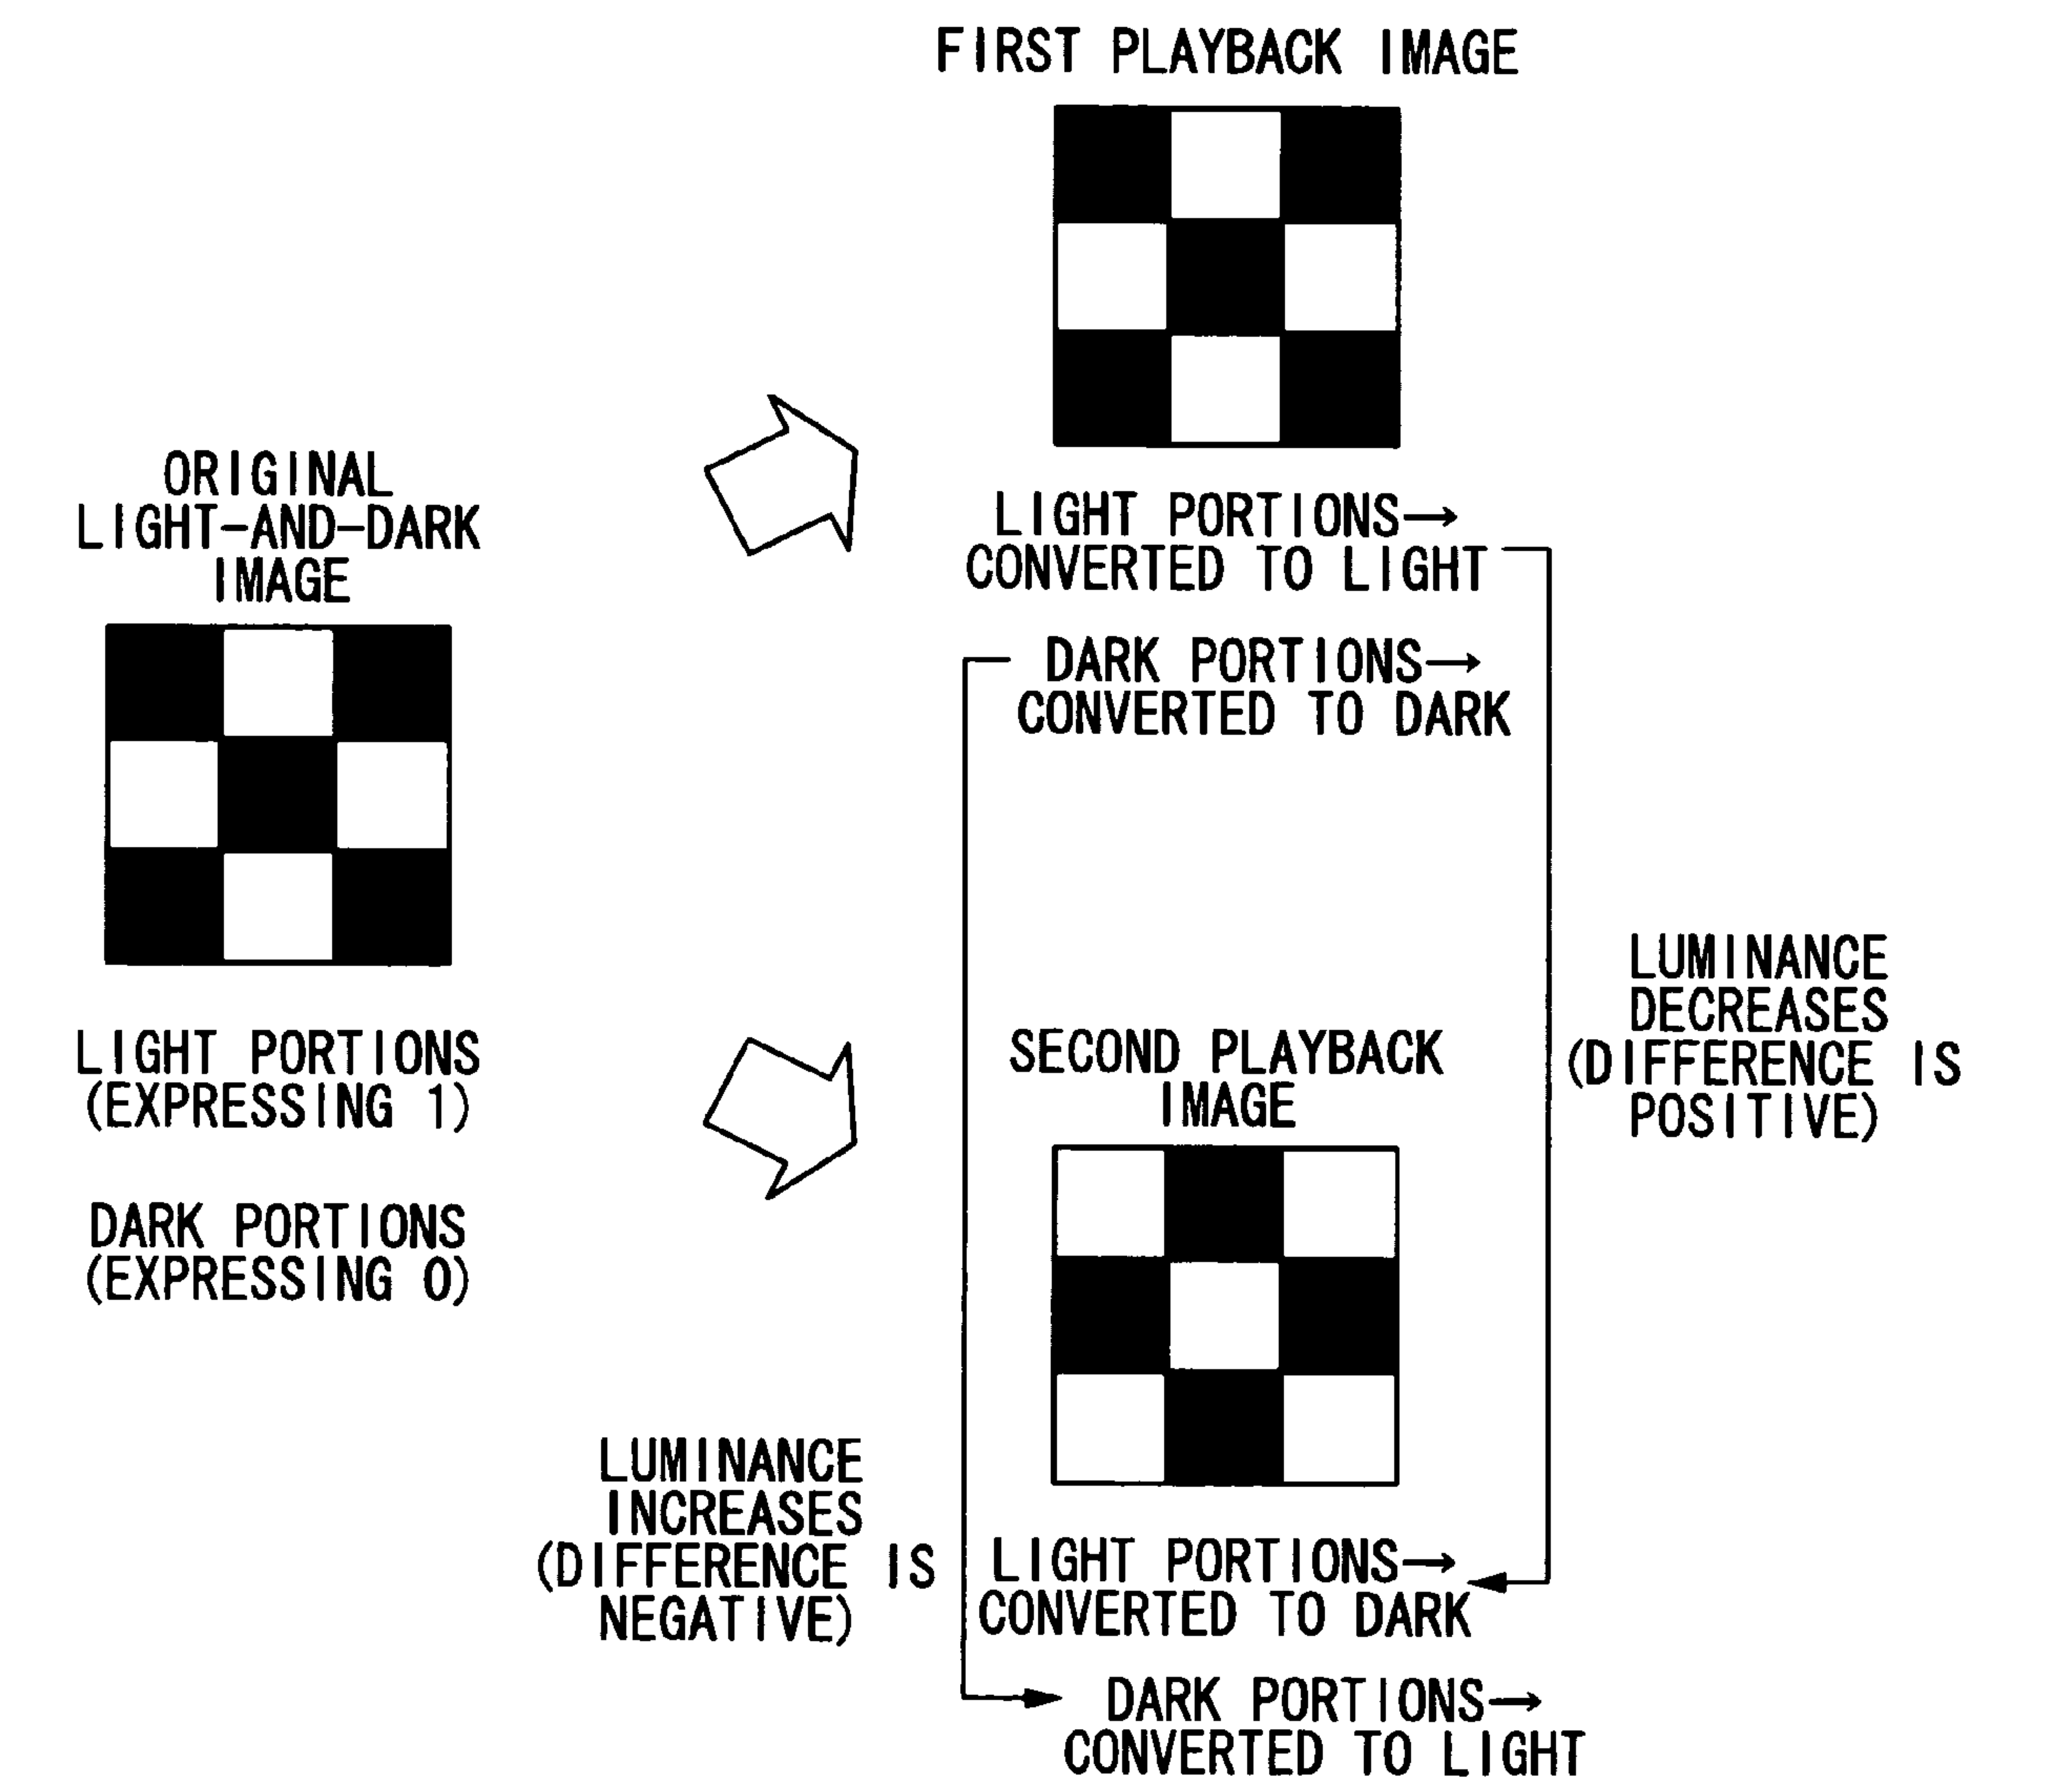 FIRST PLAYBACK IMAGE
ORIGINAL
LIGHT-AND-DARK
IMAGE
LIGHT PORTIONS→
CONVERTED TO LIGHT
DARK PORTIONS→
CONVERTED TO DARK
LIGHT PORTIONS
(EXPRESSING 1)
DARK PORTIONS
(EXPRESSING 0)
LUMINANCE
DECREASES
(DIFFERENCE IS
POSITIVE)
SECOND PLAYBACK
IMAGE
LUMINANCE
INCREASES
(DIFFERENCE IS
NEGATIVE)
LIGHT PORTIONS→
CONVERTED TO DARK
DARK PORTIONS→
CONVERTED TO LIGHT